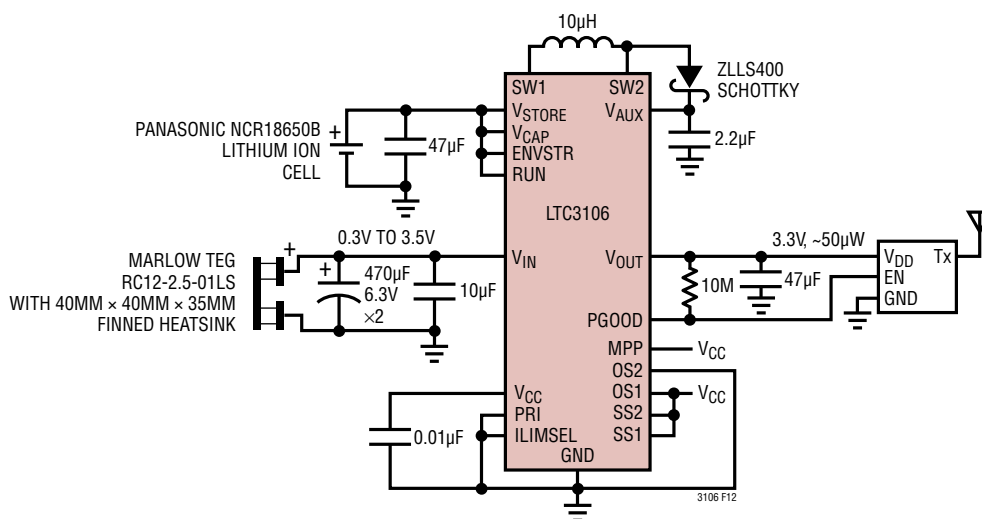 10µH
SW1
SW2
ZLLS400
SCHOTTKY
VSTORE
VAUX
PANASONIC NCR18650B
LITHIUM ION
CELL
+
47µF
VCAP
ENVSTR
RUN
2.2µF
LTC3106
0.3V TO 3.5V
3.3V, ~50µW
MARLOW TEG
RC12-2.5-01LS
WITH 40MM × 40MM × 35MM
FINNED HEATSINK
+
+
470µF
6.3V
×2
10µF
VIN
VOUT
10M
47µF
VDD
Tx
EN
GND
PGOOD
MPP
VCC
OS2
VCC
OS1
VCC
PRI
SS2
0.01µF
ILIMSEL
SS1
GND
3106 F12